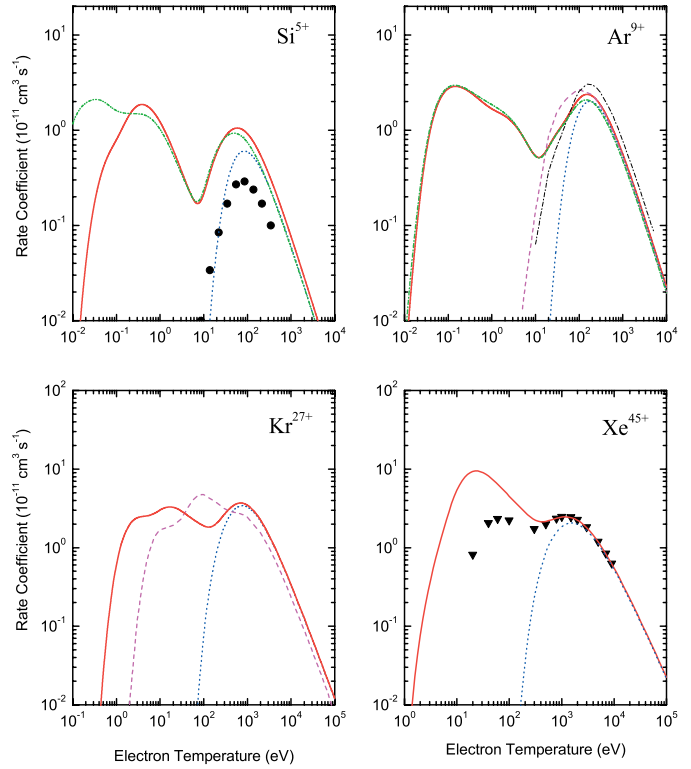 Si5+
Ar9+
Rate Coefficient (10-11 cm3 s-1)
102
101
100
10-1
10-2
10-2 10-1 100 101 102 103 104
10-2 10-1 100 101 102 103 104
102
101
100
10-1
10-2
Kr27+
Xe45+
Rate Coefficient (10-11 cm3 s-1)
102
101
100
10-1
10-2
10-1 100 101 102 103 104 105
100 101 102 103 104 105
102
101
100
10-1
10-2
Electron Temperature (eV)
Electron Temperature (eV)